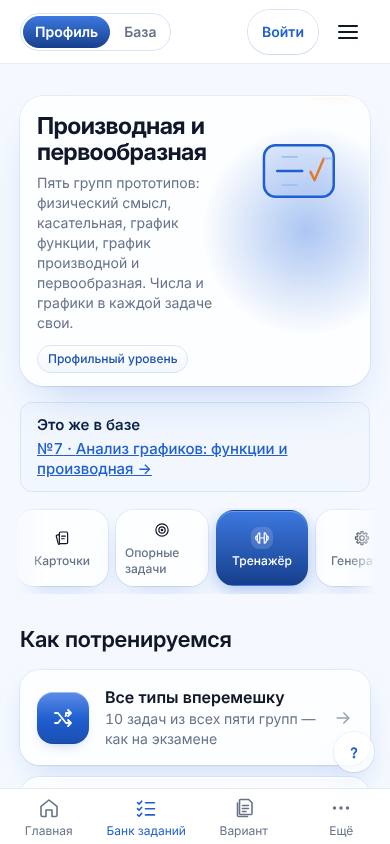 Профиль База Войти
Производная и
первообразная
Пять групп прототипов:
физический смысл,
касательная, график
функции, график
производной и
первообразная. Числа и
графики в каждой задаче
свои.
Профильный уровень
Это же в базе
№7 · Анализ графиков: функции и
производная →
Карточки
Опорные
задачи
Тренажёр
Генера
Как потренируемся
Все типы вперемешку
10 задач из всех пяти групп —
как на экзамене
?
Главная Банк заданий Вариант Ещё